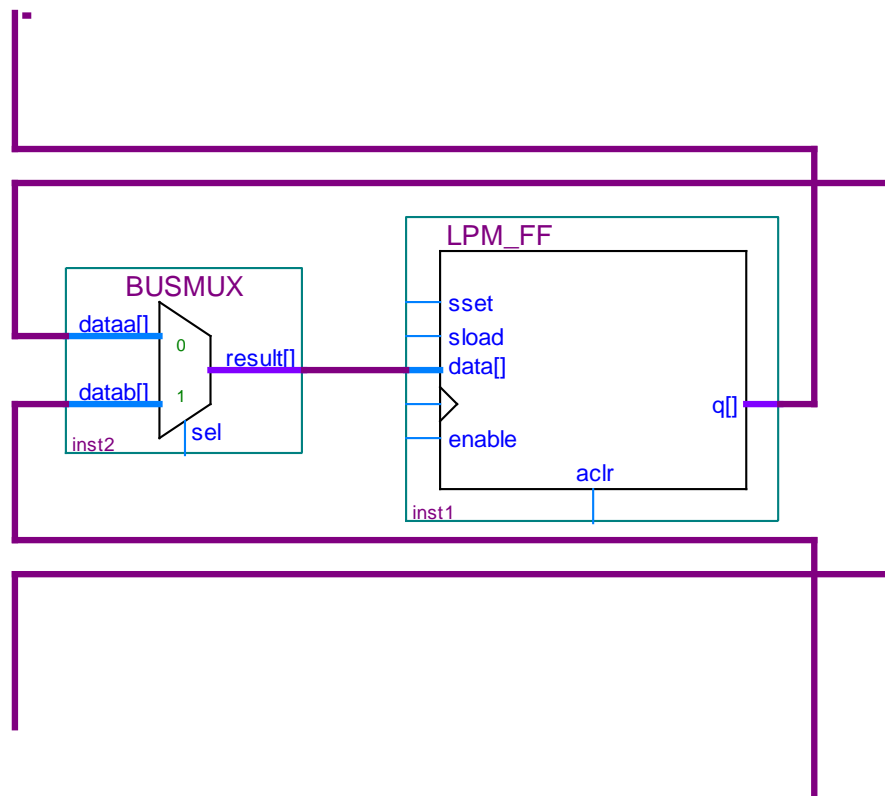 BUSMUX
dataa[]
0
result[]
datab[]
1
sel
inst2
LPM_FF
sset
sload
data[]
q[]
enable
aclr
inst1